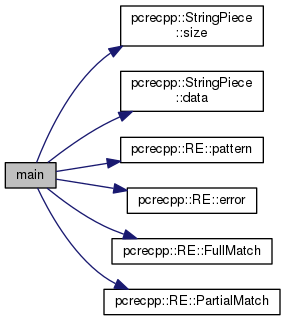 pcrecpp::StringPiece
::size
pcrecpp::StringPiece
::data
pcrecpp::RE::pattern
main
pcrecpp::RE::error
pcrecpp::RE::FullMatch
pcrecpp::RE::PartialMatch